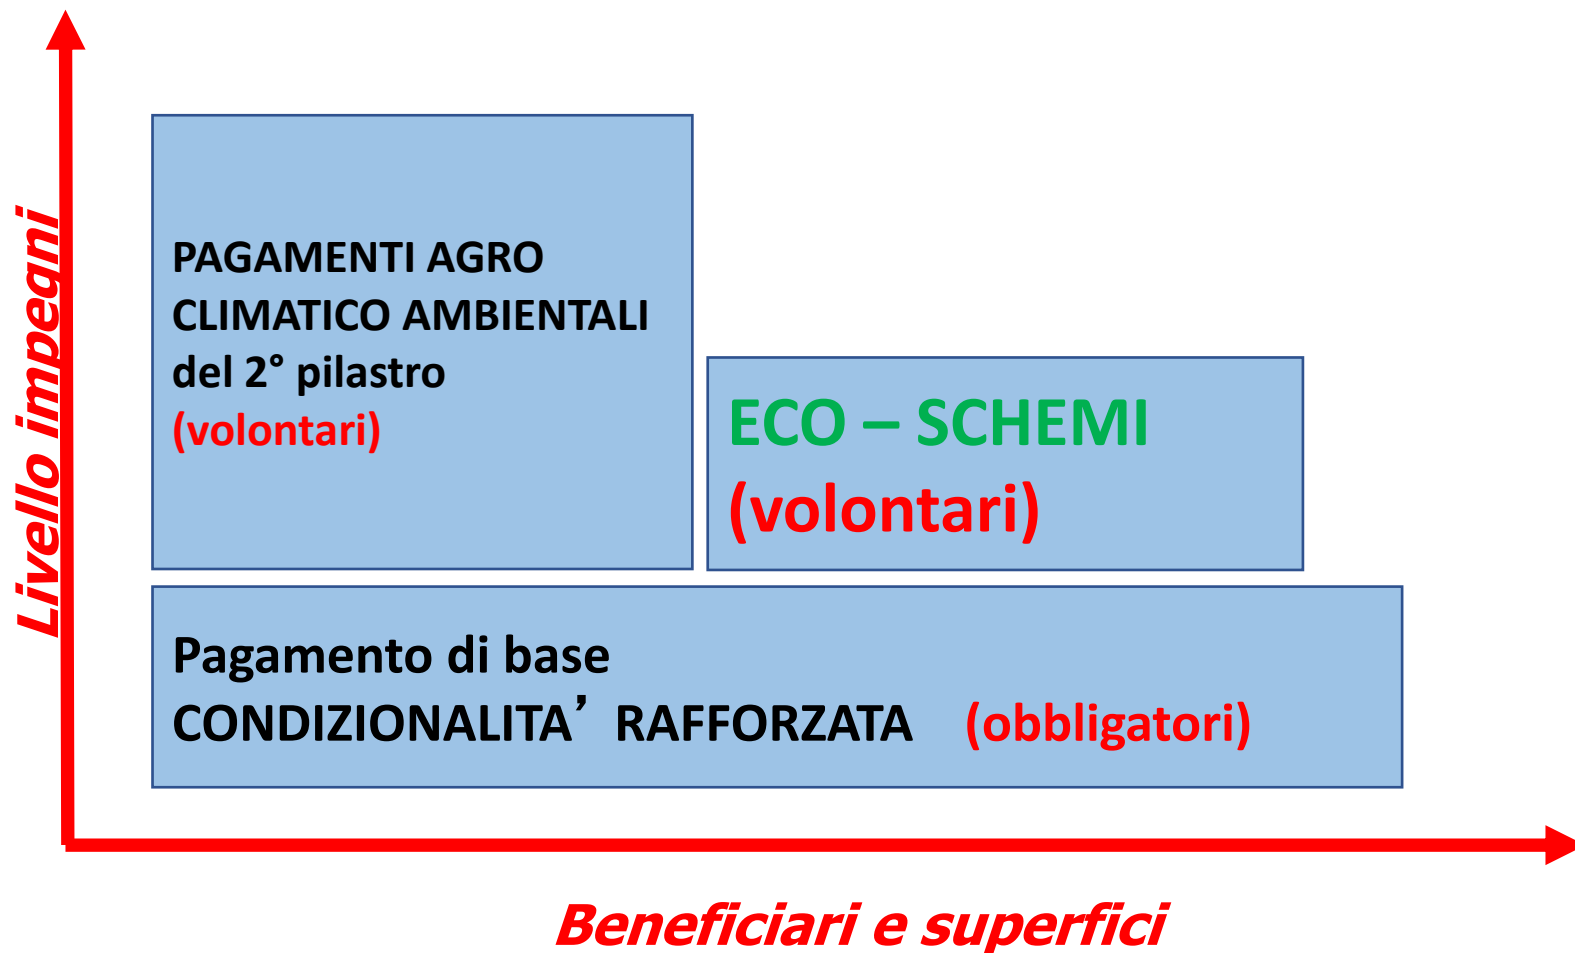 Livello impegni
PAGAMENTI AGRO
CLIMATICO AMBIENTALI
del 2° pilastro
(volontari)
ECO – SCHEMI
(volontari)
Pagamento di base
CONDIZIONALITA’ RAFFORZATA (obbligatori)
Beneficiari e superfici